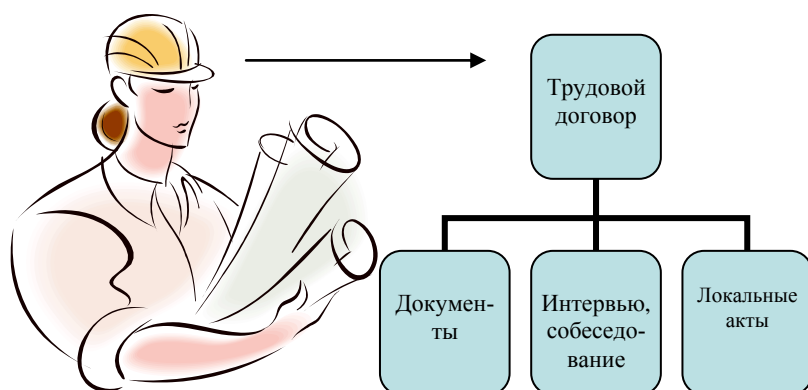 Трудовой
договор
Докумен-
ты
Интервью,
собеседо-
вание
Локальные
акты